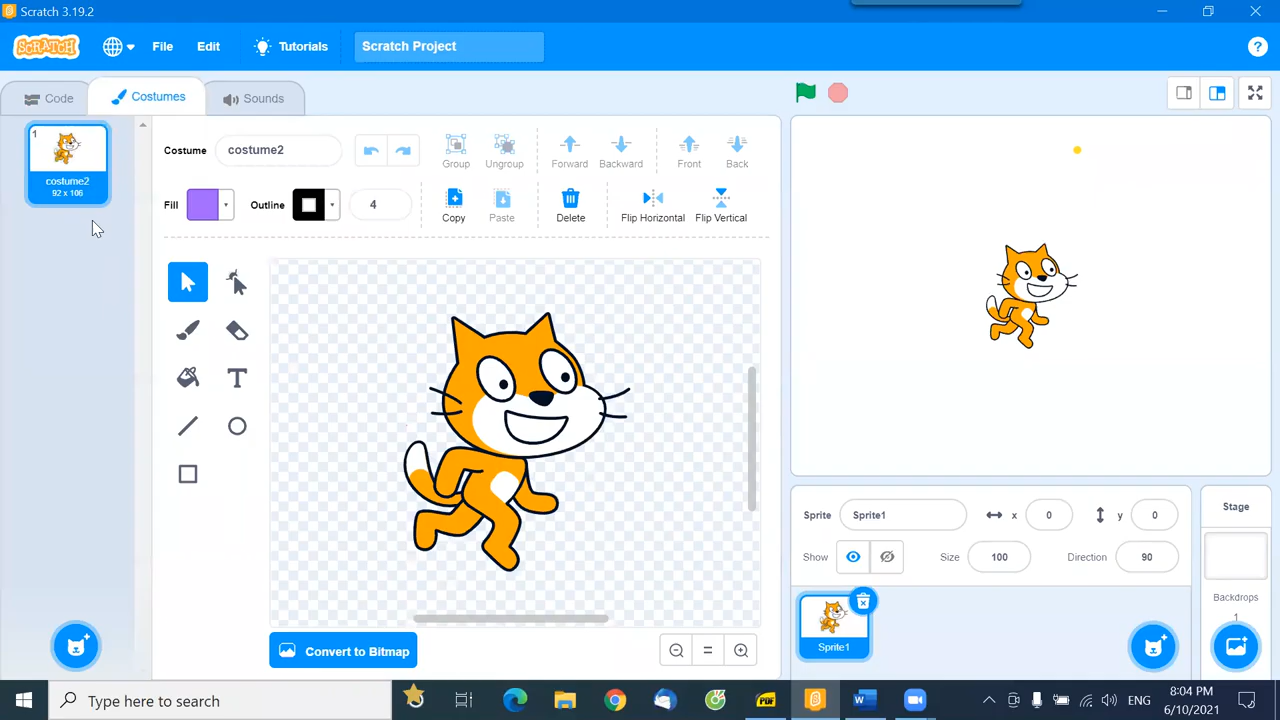 Scratch 3.19.2
SCRATCH File Edit Tutorials Scratch Project ?
Code Costumes Sounds
1
costume2
92 x 106
Costume costume2 Group Ungroup Forward Backward Front Back
Fill Outline 4 Copy Paste Delete Flip Horizontal Flip Vertical
T
Convert to Bitmap
Sprite Sprite1 x 0 y 0
Show Size 100 Direction 90
Sprite1
Stage
Backdrops
1
Type here to search
PDF
W
ENG
8:04 PM
6/10/2021